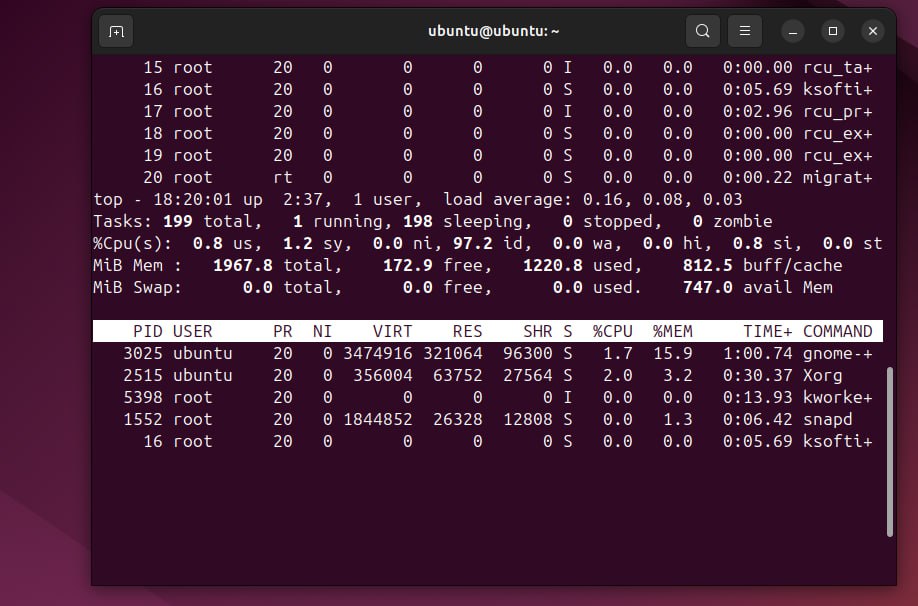 ubuntu@ubuntu: ~
15 root 20 0 0 0 0 I 0.0 0.0 0:00.00 rcu_ta+
16 root 20 0 0 0 0 S 0.0 0.0 0:05.69 ksofti+
17 root 20 0 0 0 0 I 0.0 0.0 0:02.96 rcu_pr+
18 root 20 0 0 0 0 S 0.0 0.0 0:00.00 rcu_ex+
19 root 20 0 0 0 0 S 0.0 0.0 0:00.00 rcu_ex+
20 root rt 0 0 0 0 S 0.0 0.0 0:00.22 migrat+
top - 18:20:01 up 2:37, 1 user, load average: 0.16, 0.08, 0.03
Tasks: 199 total, 1 running, 198 sleeping, 0 stopped, 0 zombie
%Cpu(s): 0.8 us, 1.2 sy, 0.0 ni, 97.2 id, 0.0 wa, 0.0 hi, 0.8 si, 0.0 st
MiB Mem : 1967.8 total, 172.9 free, 1220.8 used, 812.5 buff/cache
MiB Swap: 0.0 total, 0.0 free, 0.0 used. 747.0 avail Mem
PID USER PR NI VIRT RES SHR S %CPU %MEM TIME+ COMMAND
3025 ubuntu 20 0 3474916 321064 96300 S 1.7 15.9 1:00.74 gnome-+
2515 ubuntu 20 0 356004 63752 27564 S 2.0 3.2 0:30.37 Xorg
5398 root 20 0 0 0 0 I 0.0 0.0 0:13.93 kworke+
1552 root 20 0 1844852 26328 12808 S 0.0 1.3 0:06.42 snapd
16 root 20 0 0 0 0 S 0.0 0.0 0:05.69 ksofti+